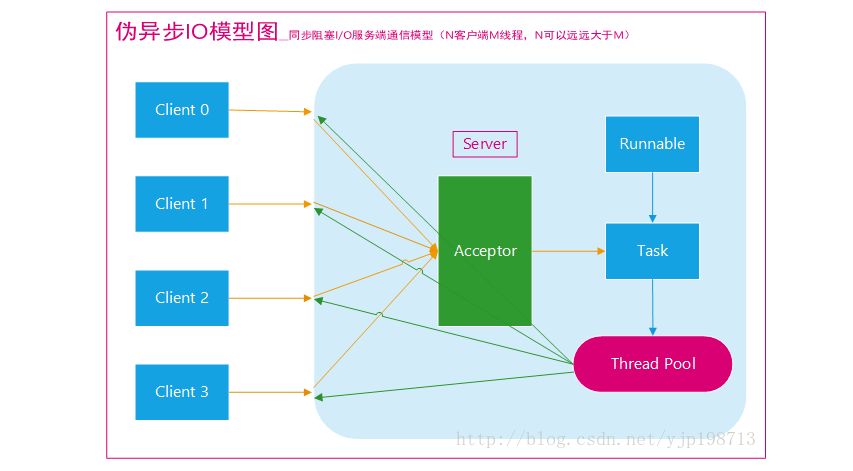 伪异步IO模型图_同步阻塞I/O服务端通信模型（N客户端M线程，N可以远远大于M）
Client 0
Server
Runnable
Client 1
Acceptor
Task
Client 2
Thread Pool
Client 3
http://blog.csdn.net/yjp198713